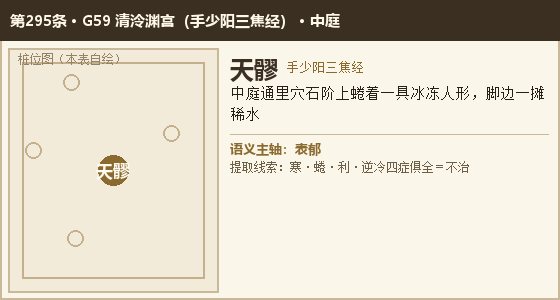 第295条・G59 清泠渊宫（手少阳三焦经）・中庭
桩位图（本表自绘）
天髎
天髎 手少阳三焦经
中庭通里穴石阶上蜷着一具冰冻人形，脚边一摊
稀水
语义主轴：表郁
提取线索：寒・蜷・利・逆冷四症俱全＝不治